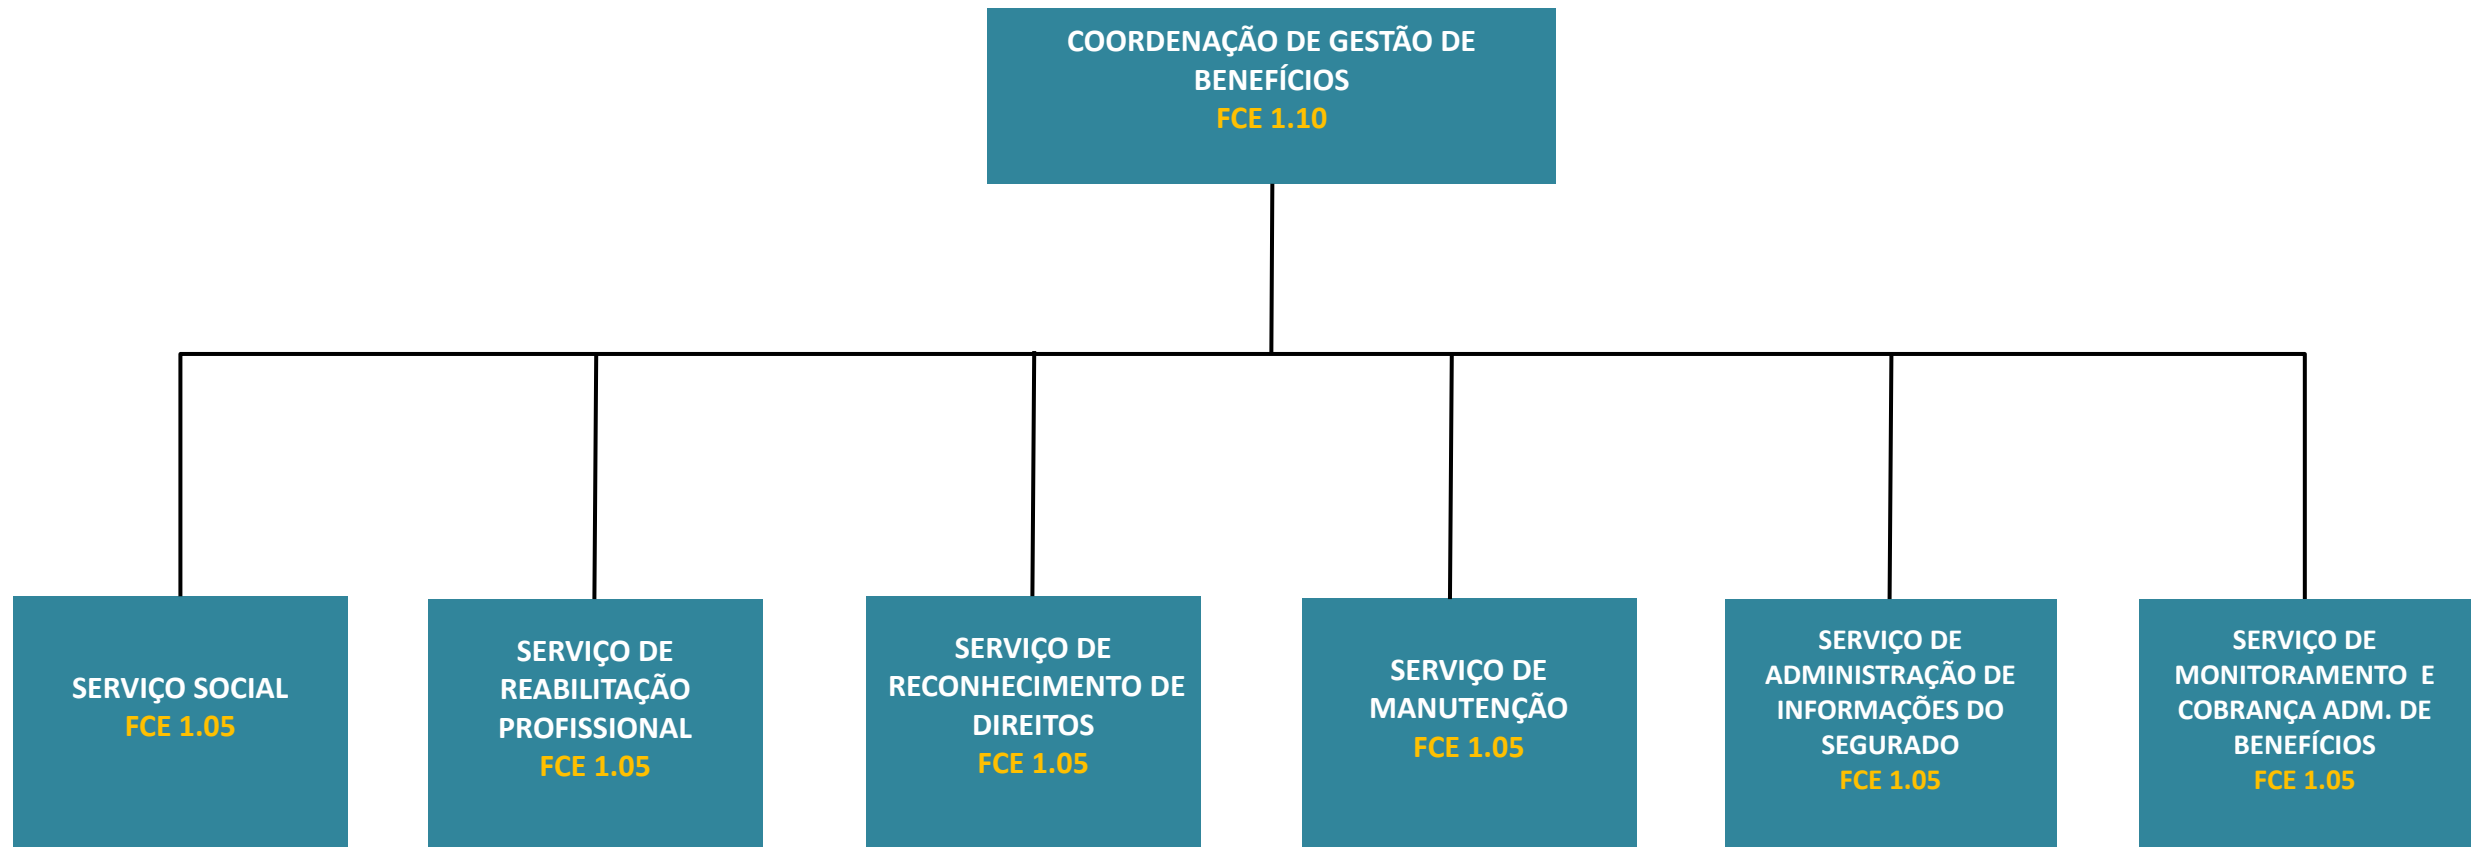 COORDENAÇÃO DE GESTÃO DE
BENEFÍCIOS
FCE 1.10
SERVIÇO SOCIAL
FCE 1.05
SERVIÇO DE
REABILITAÇÃO
PROFISSIONAL
FCE 1.05
SERVIÇO DE
RECONHECIMENTO DE
DIREITOS
FCE 1.05
SERVIÇO DE
MANUTENÇÃO
FCE 1.05
SERVIÇO DE
ADMINISTRAÇÃO DE
INFORMAÇÕES DO
SEGURADO
FCE 1.05
SERVIÇO DE
MONITORAMENTO E
COBRANÇA ADM. DE
BENEFÍCIOS
FCE 1.05